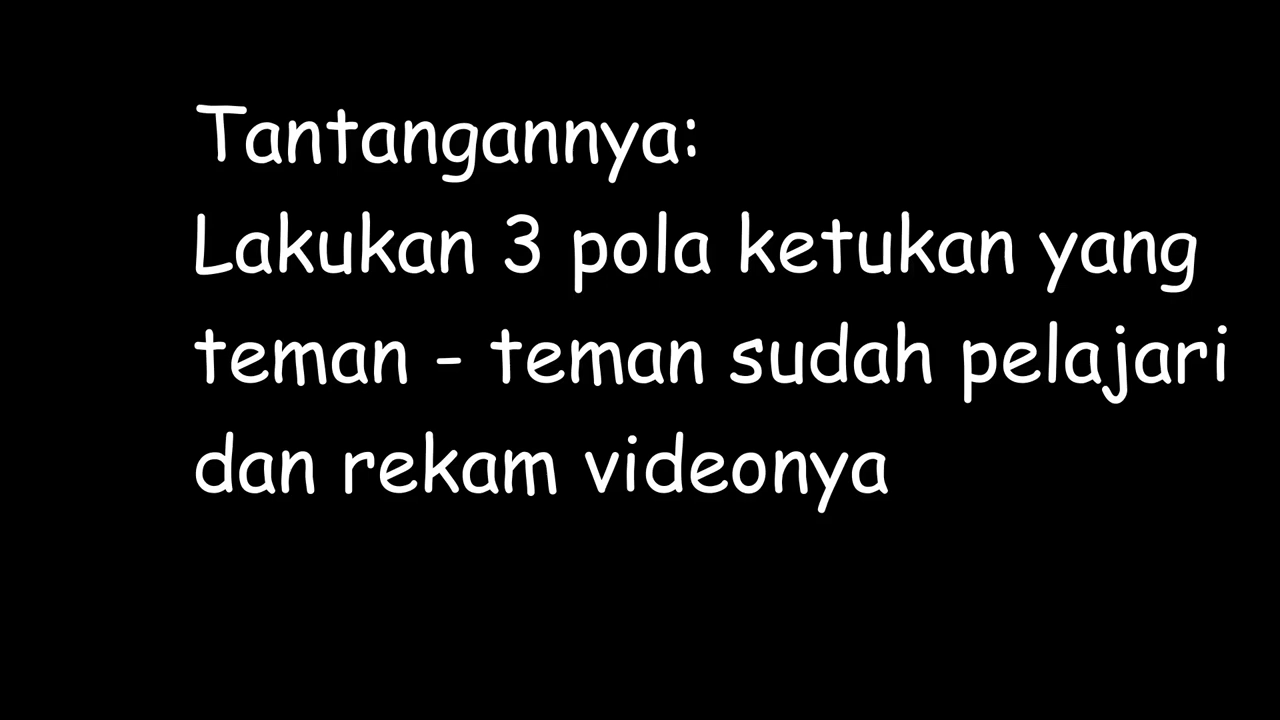 Tantangannya:
Lakukan 3 pola ketukan yang
teman - teman sudah pelajari
dan rekam videonya